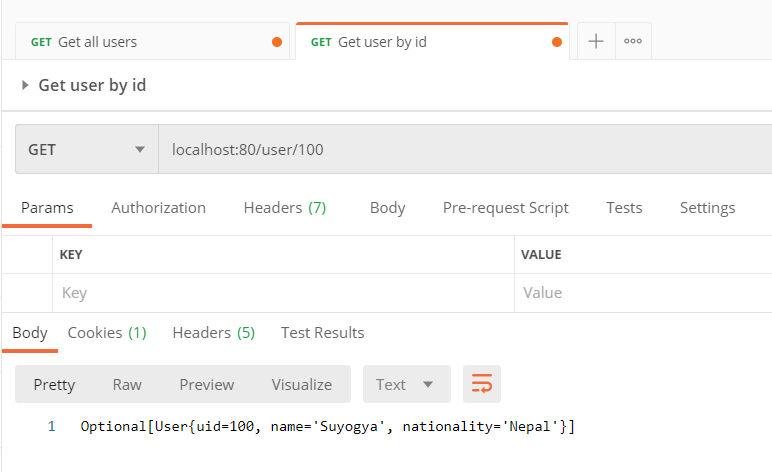 GET Get all users GET Get user by id
Get user by id
GET localhost:80/user/100
Params Authorization Headers (7) Body Pre-request Script Tests Settings
KEY VALUE
Key Value
Body Cookies (1) Headers (5) Test Results
Pretty Raw Preview Visualize Text
1 Optional[User{uid=100, name='Suyogya', nationality='Nepal'}]